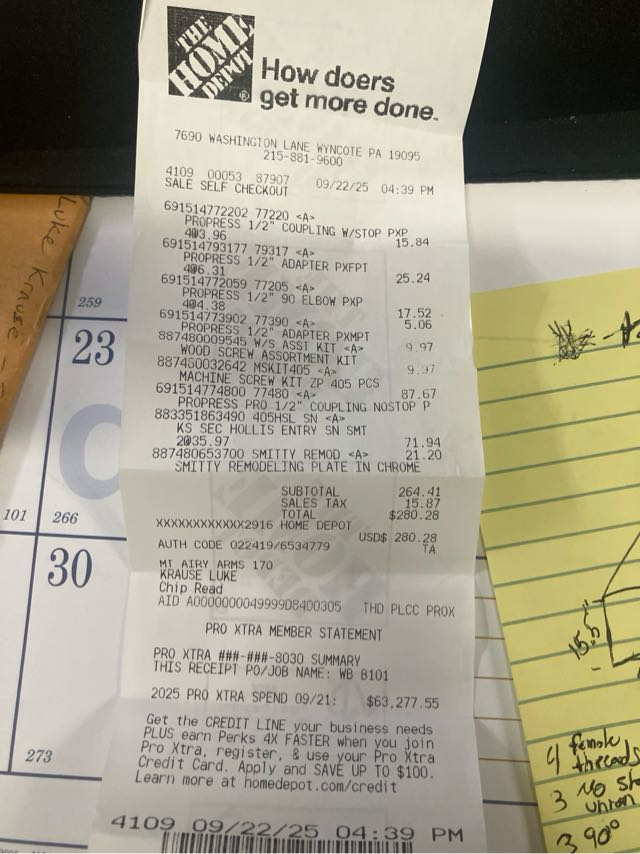 THE
HOME
DEPOT
How doers
get more done.
7690 WASHINGTON LANE WYNCOTE PA 19095
215-881-9600
4109 00053 87907 09/22/25 04:39 PM
SALE SELF CHECKOUT
691514772202 77220 <A>
PROPRESS 1/2" COUPLING W/STOP PXP
4@3.96 15.84
691514793177 79317 <A>
PROPRESS 1/2" ADAPTER PXFPT
4@6.31 25.24
691514772059 77205 <A>
PROPRESS 1/2" 90 ELBOW PXP
4@4.38 17.52
691514773902 77390 <A> 5.06
PROPRESS 1/2" ADAPTER PXMPT
887480009545 W/S ASST KIT <A> 9.97
WOOD SCREW ASSORTMENT KIT
887480032642 MSKIT405 <A> 9.97
MACHINE SCREW KIT ZP 405 PCS
691514774800 77480 <A> 87.67
PROPRESS PRO 1/2" COUPLING NOSTOP P
883351863490 405HSL SN <A>
KS SEC HOLLIS ENTRY SN SMT
2@35.97 71.94
887480653700 SMITTY REMOD <A> 21.20
SMITTY REMODELING PLATE IN CHROME
SUBTOTAL 264.41
SALES TAX 15.87
TOTAL $280.28
XXXXXXXXXXXX2916 HOME DEPOT
USD$ 280.28
AUTH CODE 022419/6534779 TA
MT AIRY ARMS 170
KRAUSE LUKE
Chip Read
AID A0000000049999D8400305 THD PLCC PROX
PRO XTRA MEMBER STATEMENT
PRO XTRA ###-###-8030 SUMMARY
THIS RECEIPT PO/JOB NAME: WB B101
2025 PRO XTRA SPEND 09/21: $63,277.55
Get the CREDIT LINE your business needs
PLUS earn Perks 4X FASTER when you join
Pro Xtra, register, & use your Pro Xtra
Credit Card. Apply and SAVE UP TO $100.
Learn more at homedepot.com/credit
4109 09/22/25 04:39 PM
Luke Krause
259
23
101
266
30
273
15.5
4 female
threads
3 No
union
3 90°